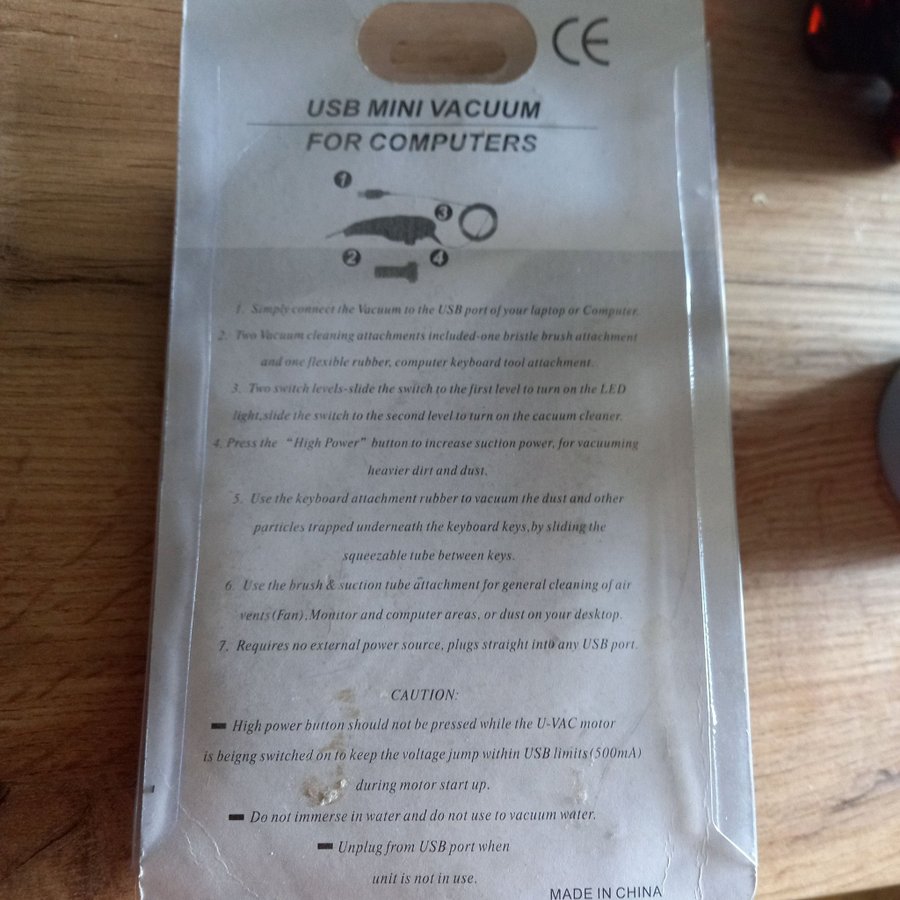 CE
USB MINI VACUUM
FOR COMPUTERS
1
3
2
4
1. Simply connect the Vacuum to the USB port of your laptop or Computer.
2. Two Vacuum cleaning attachments included-one bristle brush attachment
and one flexible rubber, computer keyboard tool attachment.
3. Two switch levels-slide the switch to the first level to turn on the LED
light,slide the switch to the second level to turn on the cacuum cleaner.
4. Press the “High Power” button to increase suction power, for vacuuming
heavier dirt and dust.
5. Use the keyboard attachment rubber to vacuum the dust and other
particles trapped underneath the keyboard keys,by sliding the
squeezable tube between keys.
6. Use the brush & suction tube attachment for general cleaning of air
vents(Fan).Monitor and computer areas, or dust on your desktop.
7. Requires no external power source, plugs straight into any USB port.
CAUTION:
High power button should not be pressed while the U-VAC motor
is beigng switched on to keep the voltage jump within USB limits(500mA)
during motor start up.
Do not immerse in water and do not use to vacuum water.
Unplug from USB port when
unit is not in use.
MADE IN CHINA